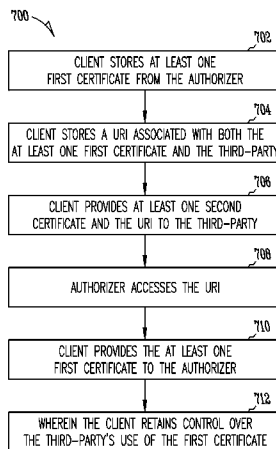 700
702
CLIENT STORES AT LEAST ONE
FIRST CERTIFICATE FROM THE AUTHORIZER
704
CLIENT STORES A URI ASSOCIATED WITH BOTH THE
AT LEAST ONE FIRST CERTIFICATE AND THE THIRD-PARTY
706
CLIENT PROVIDES AT LEAST ONE SECOND
CERTIFICATE AND THE URI TO THE THIRD-PARTY
708
AUTHORIZER ACCESSES THE URI
710
CLIENT PROVIDES THE AT LEAST ONE
FIRST CERTIFICATE TO THE AUTHORIZER
712
WHEREIN THE CLIENT RETAINS CONTROL OVER
THE THIRD-PARTY'S USE OF THE FIRST CERTIFICATE